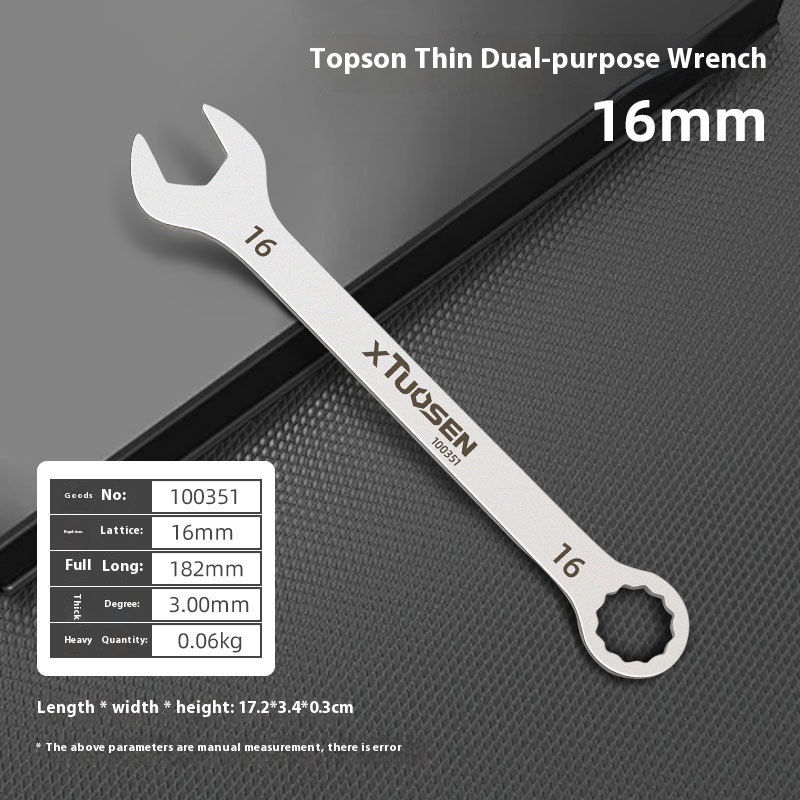 Topson Thin Dual-purpose Wrench
16mm
16
XTUOSEN
100351
16
Goods No: 100351
Lattice: 16mm
Full Long: 182mm
Thick Degree: 3.00mm
Heavy Quantity: 0.06kg
Length * width * height: 17.2*3.4*0.3cm
* The above parameters are manual measurement, there is error